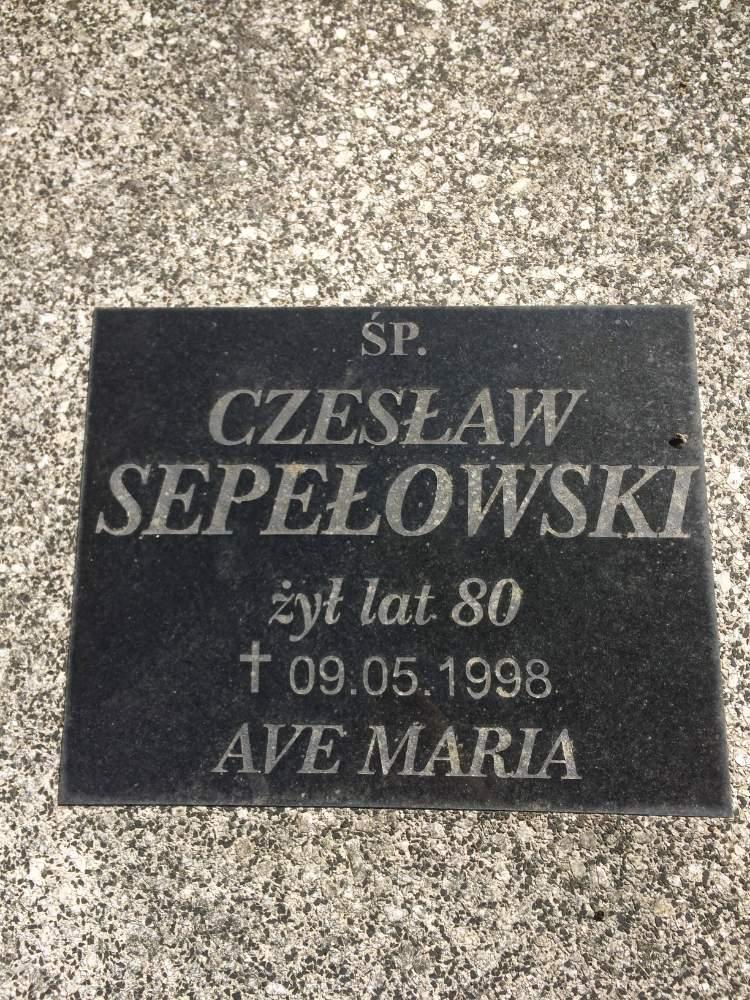 ŚP.
CZESŁAW
SEPEŁOWSKI
żył lat 80
✝ 09.05.1998
AVE MARIA